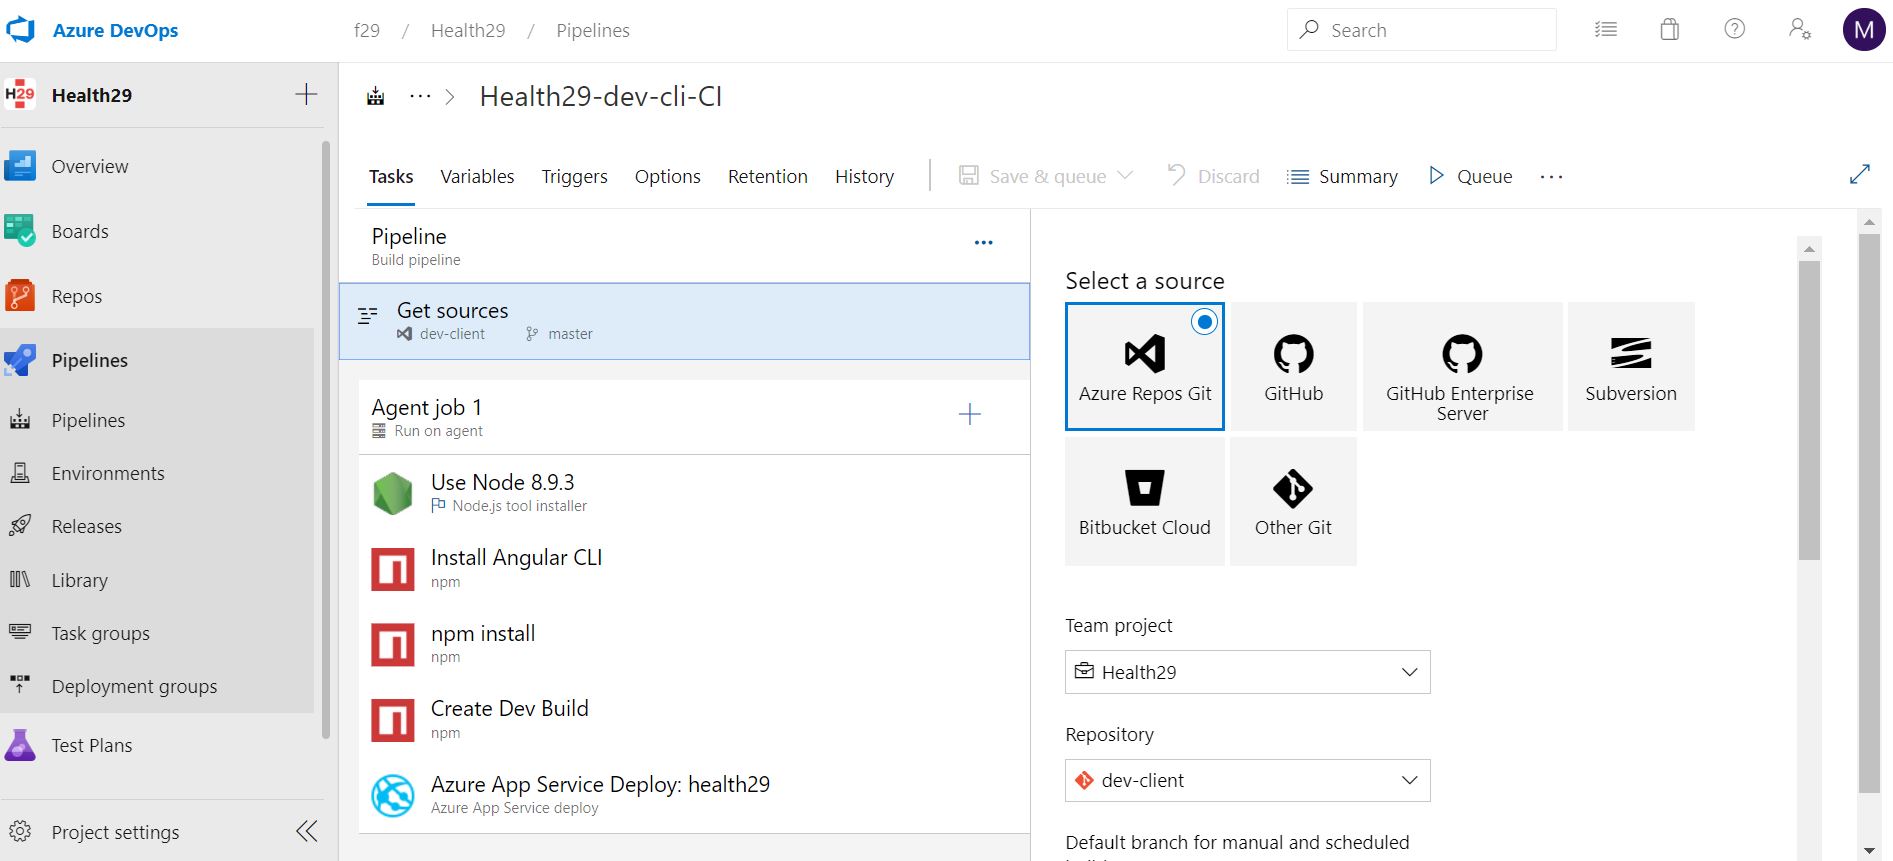 Azure DevOps
f29 / Health29 / Pipelines
Search
M
H29 Health29
Overview
Boards
Repos
Pipelines
Pipelines
Environments
Releases
Library
Task groups
Deployment groups
Test Plans
Project settings
··· > Health29-dev-cli-CI
Tasks Variables Triggers Options Retention History Save & queue Discard Summary Queue ···
Pipeline
Build pipeline
Get sources
dev-client master
Agent job 1
Run on agent
Use Node 8.9.3
Node.js tool installer
Install Angular CLI
npm
npm install
npm
Create Dev Build
npm
Azure App Service Deploy: health29
Azure App Service deploy
Select a source
Azure Repos Git
GitHub
GitHub Enterprise
Server
Subversion
Bitbucket Cloud
Other Git
Team project
Health29
Repository
dev-client
Default branch for manual and scheduled